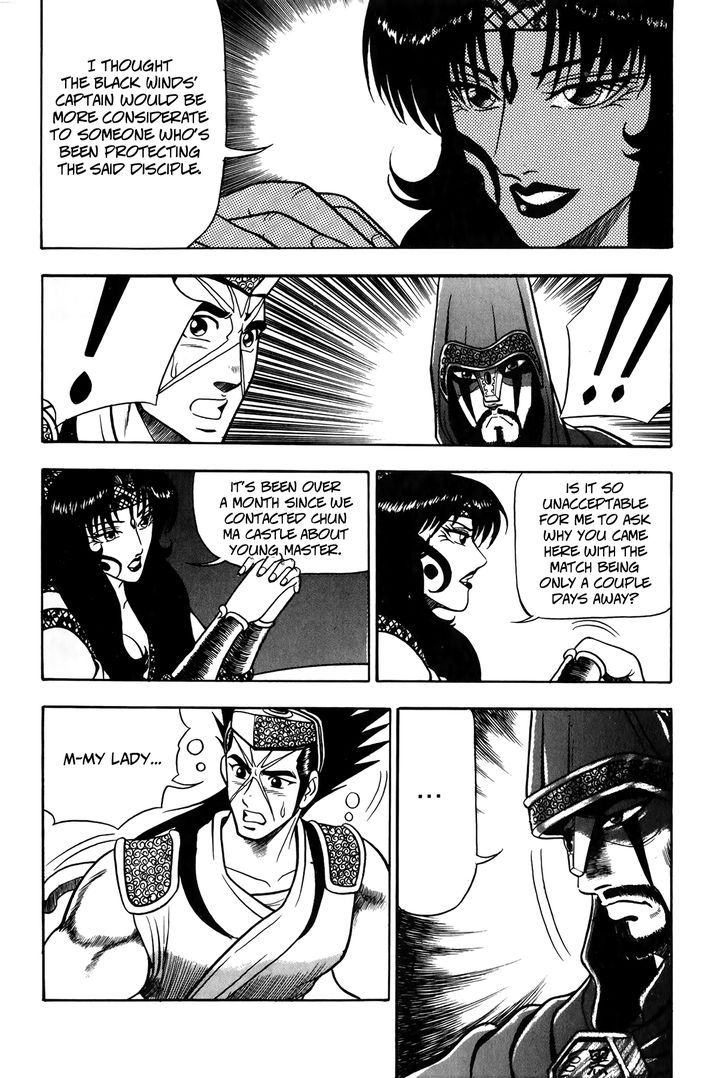 I THOUGHT
THE BLACK WINDS'
CAPTAIN WOULD BE
MORE CONSIDERATE
TO SOMEONE WHO'S
BEEN PROTECTING
THE SAID DISCIPLE.
!
!!
IT'S BEEN OVER
A MONTH SINCE WE
CONTACTED CHUN
MA CASTLE ABOUT
YOUNG MASTER.
IS IT SO
UNACCEPTABLE
FOR ME TO ASK
WHY YOU CAME
HERE WITH THE
MATCH BEING
ONLY A COUPLE
DAYS AWAY?
M-MY LADY...
...